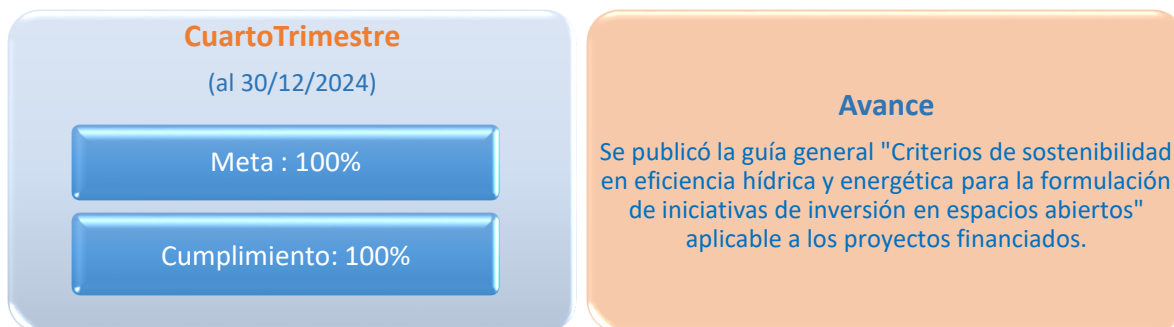 CuartoTrimestre
(al 30/12/2024)
Meta : 100%
Cumplimiento: 100%
Avance
Se publicó la guía general "Criterios de sostenibilidad
en eficiencia hídrica y energética para la formulación
de iniciativas de inversión en espacios abiertos"
aplicable a los proyectos financiados.